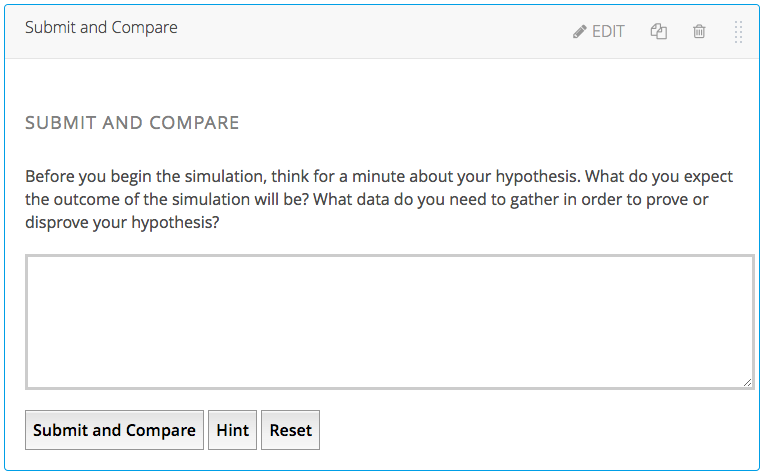 Submit and Compare
EDIT
SUBMIT AND COMPARE
Before you begin the simulation, think for a minute about your hypothesis. What do you expect
the outcome of the simulation will be? What data do you need to gather in order to prove or
disprove your hypothesis?
Submit and Compare
Hint
Reset